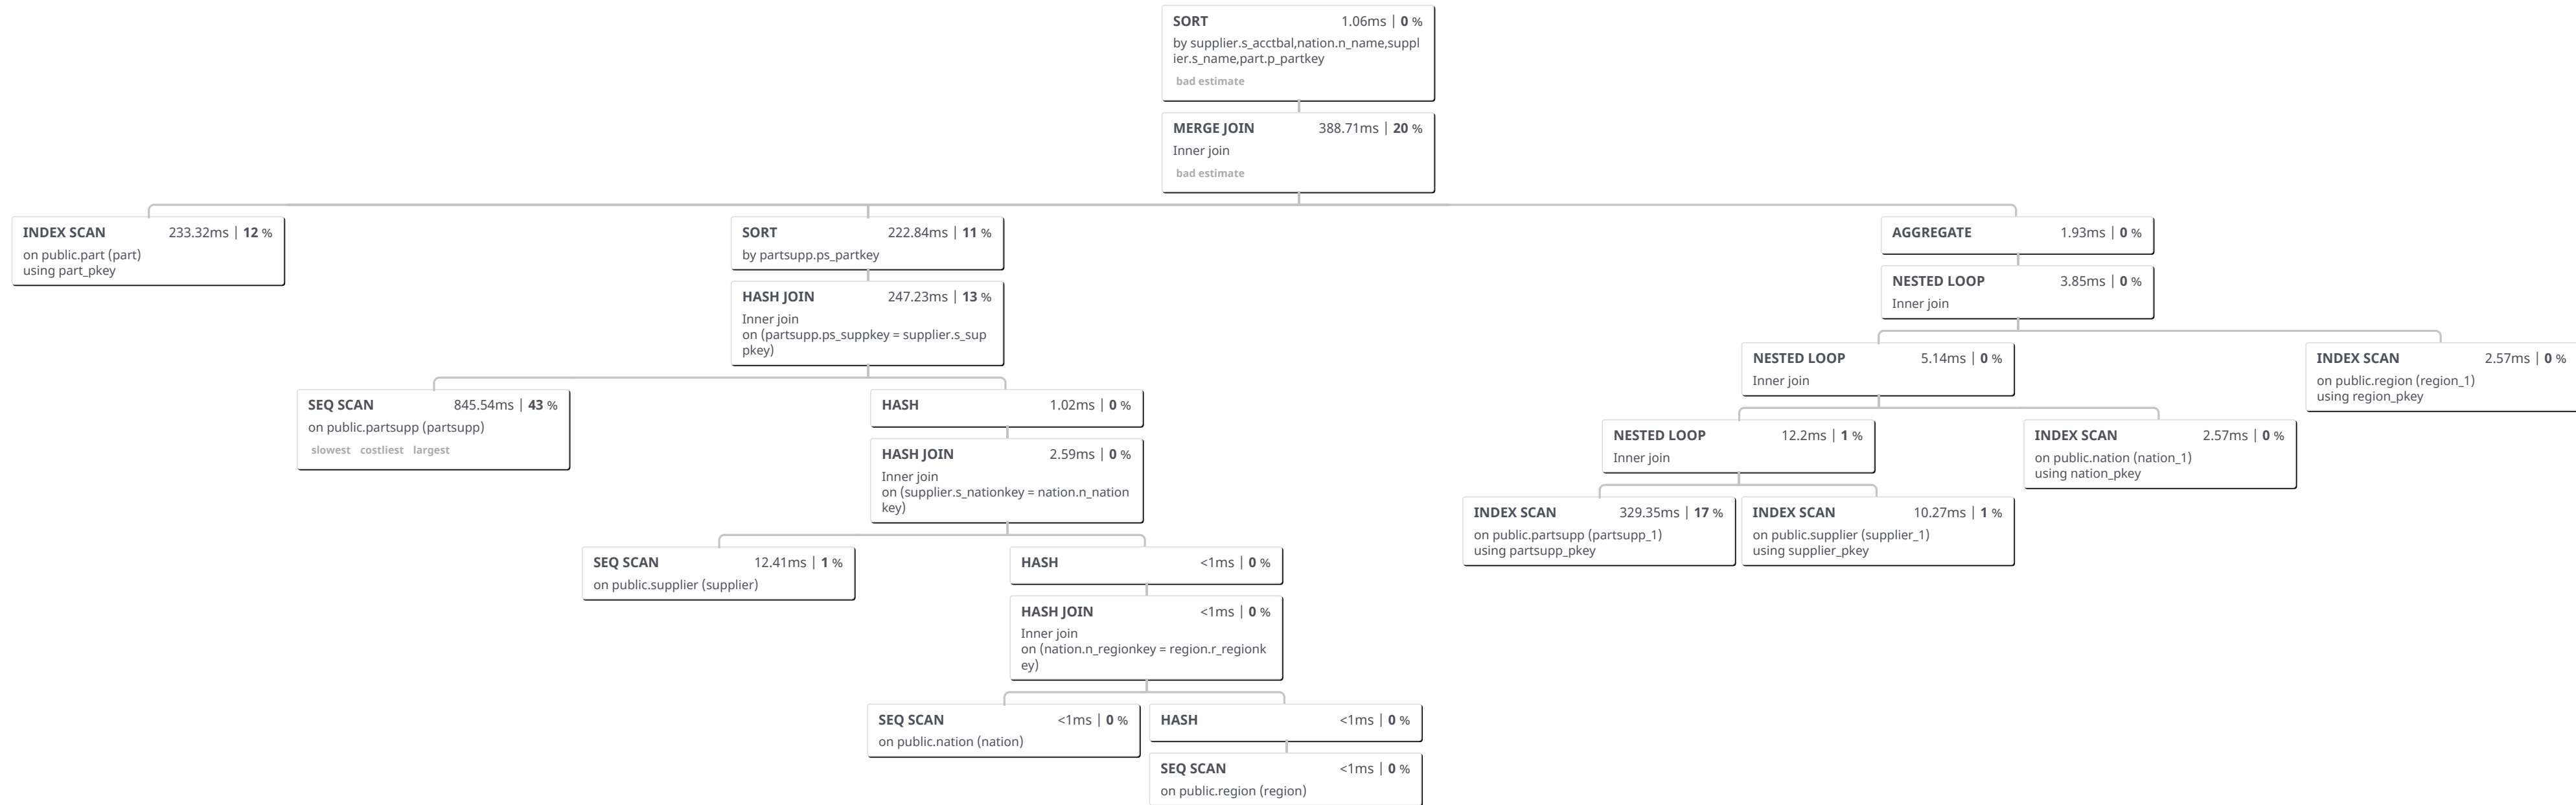 SORT 1.06ms | 0 %
by supplier.s_acctbal,nation.n_name,suppl
ier.s_name,part.p_partkey
bad estimate
MERGE JOIN 388.71ms | 20 %
Inner join
bad estimate
INDEX SCAN 233.32ms | 12 %
on public.part (part)
using part_pkey
SORT 222.84ms | 11 %
by partsupp.ps_partkey
HASH JOIN 247.23ms | 13 %
Inner join
on (partsupp.ps_suppkey = supplier.s_sup
pkey)
SEQ SCAN 845.54ms | 43 %
on public.partsupp (partsupp)
slowest costliest largest
HASH 1.02ms | 0 %
HASH JOIN 2.59ms | 0 %
Inner join
on (supplier.s_nationkey = nation.n_nation
key)
SEQ SCAN 12.41ms | 1 %
on public.supplier (supplier)
HASH <1ms | 0 %
HASH JOIN <1ms | 0 %
Inner join
on (nation.n_regionkey = region.r_regionk
ey)
SEQ SCAN <1ms | 0 %
on public.nation (nation)
HASH <1ms | 0 %
SEQ SCAN <1ms | 0 %
on public.region (region)
AGGREGATE 1.93ms | 0 %
NESTED LOOP 3.85ms | 0 %
Inner join
NESTED LOOP 5.14ms | 0 %
Inner join
NESTED LOOP 12.2ms | 1 %
Inner join
INDEX SCAN 329.35ms | 17 %
on public.partsupp (partsupp_1)
using partsupp_pkey
INDEX SCAN 10.27ms | 1 %
on public.supplier (supplier_1)
using supplier_pkey
INDEX SCAN 2.57ms | 0 %
on public.nation (nation_1)
using nation_pkey
INDEX SCAN 2.57ms | 0 %
on public.region (region_1)
using region_pkey